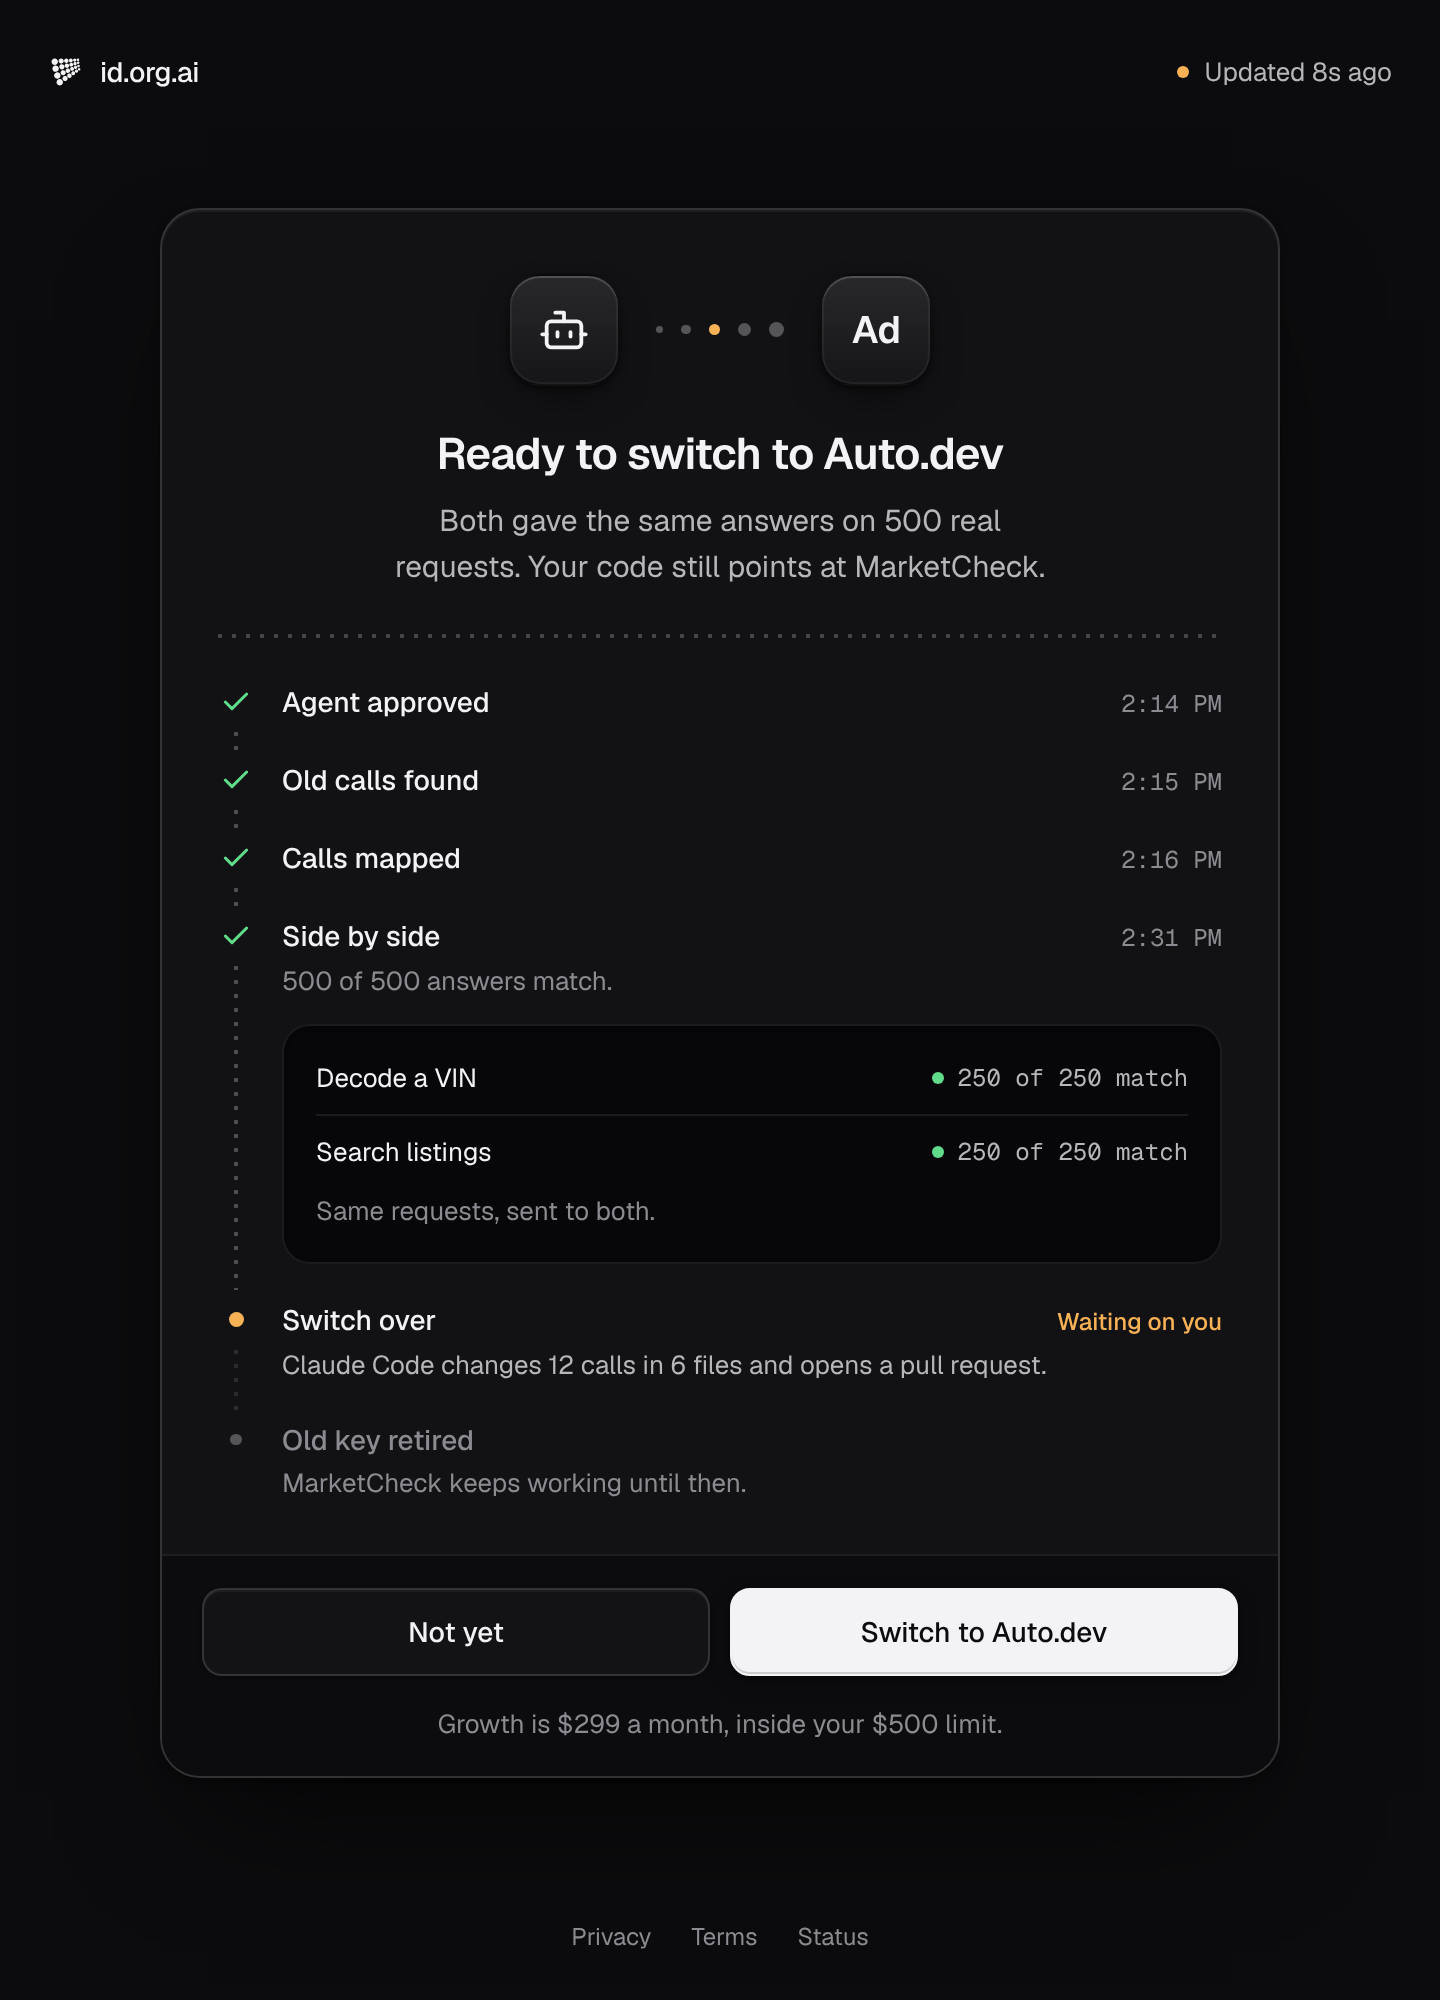 id.org.ai
Updated 8s ago
Ad
Ready to switch to Auto.dev
Both gave the same answers on 500 real
requests. Your code still points at MarketCheck.
Agent approved
2:14 PM
Old calls found
2:15 PM
Calls mapped
2:16 PM
Side by side
2:31 PM
500 of 500 answers match.
Decode a VIN
250 of 250 match
Search listings
250 of 250 match
Same requests, sent to both.
Switch over
Waiting on you
Claude Code changes 12 calls in 6 files and opens a pull request.
Old key retired
MarketCheck keeps working until then.
Not yet
Switch to Auto.dev
Growth is $299 a month, inside your $500 limit.
Privacy
Terms
Status